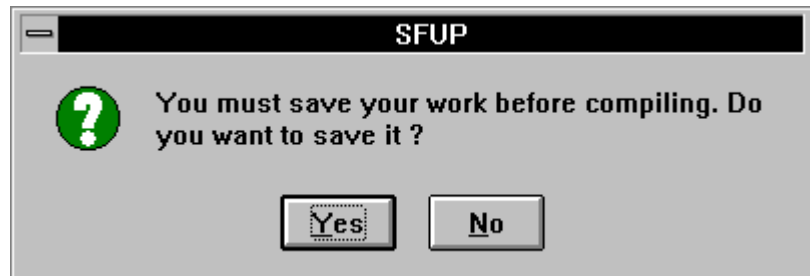 SFUP
You must save your work before compiling. Do
you want to save it ?
Yes No